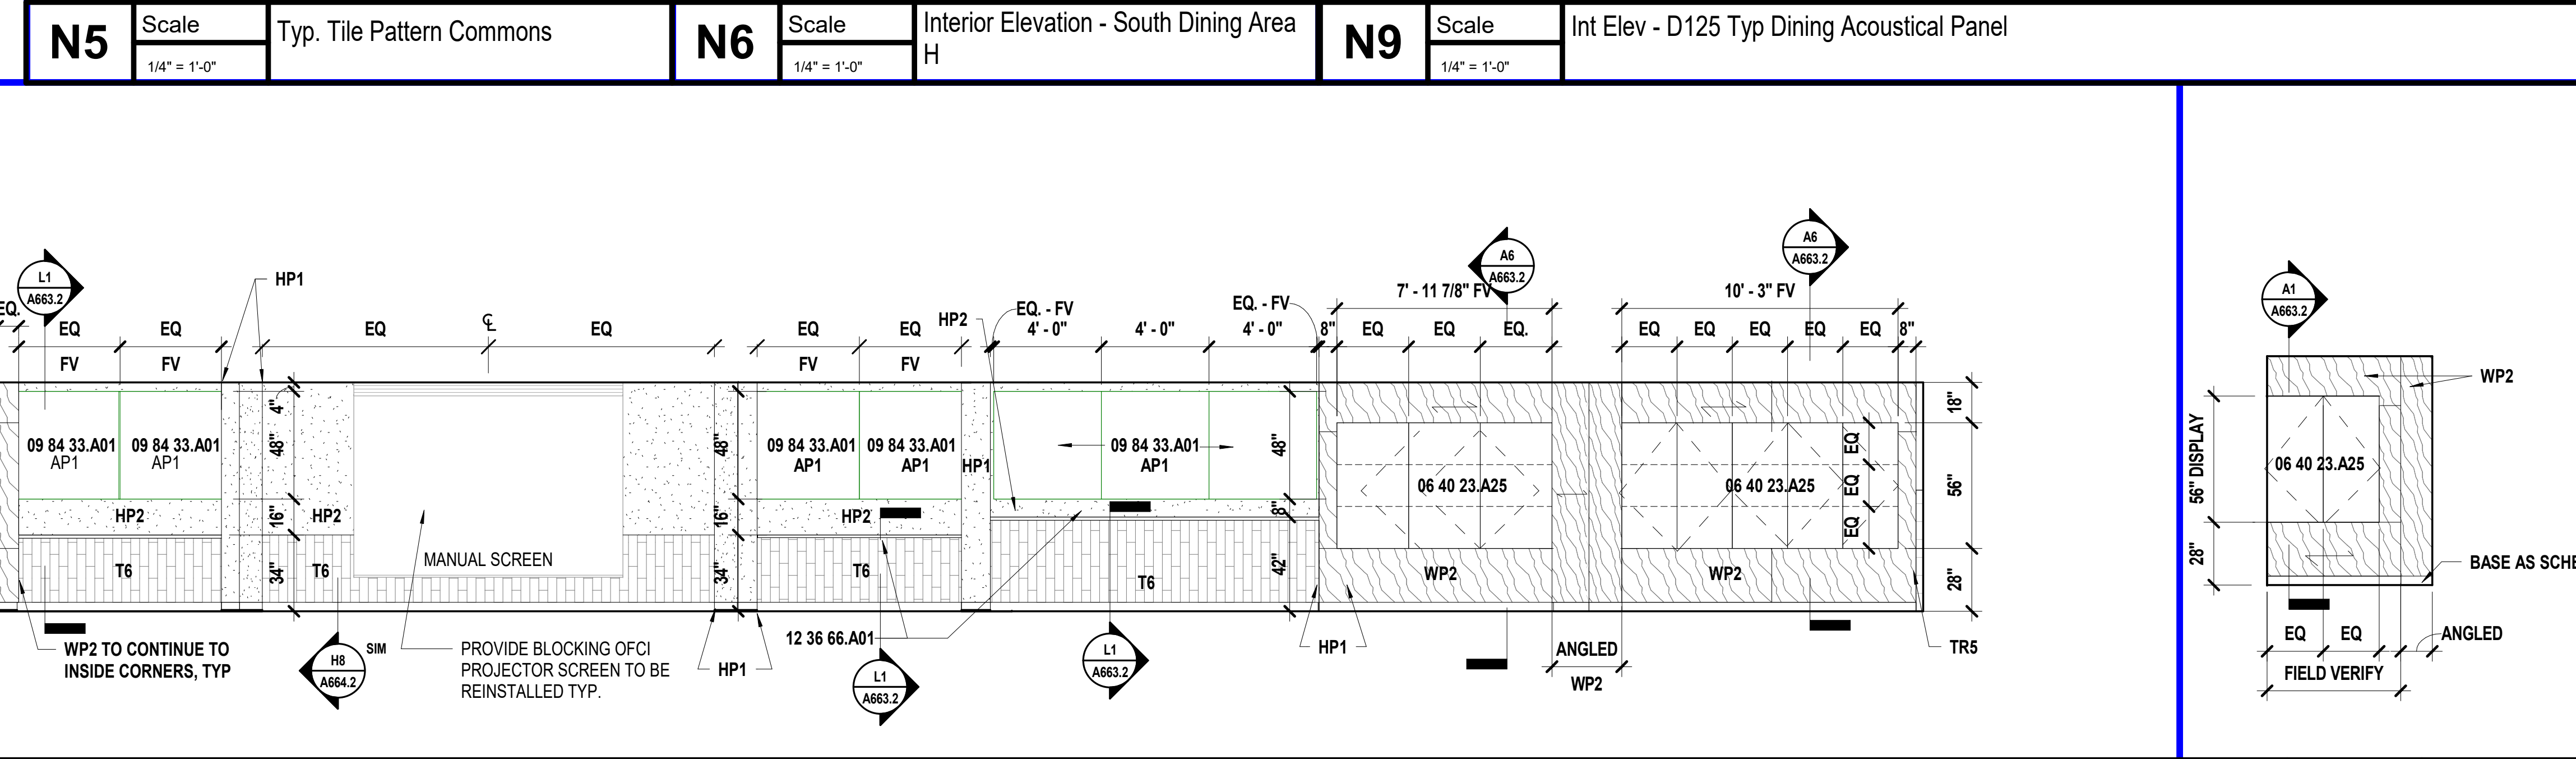 N5
Scale
1/4" = 1'-0"
Typ. Tile Pattern Commons
N6
Scale
1/4" = 1'-0"
Interior Elevation - South Dining Area
H
N9
Scale
1/4" = 1'-0"
Int Elev - D125 Typ Dining Acoustical Panel
L1
A663.2
HP1
EQ.
EQ
EQ
FV
FV
EQ
℄
EQ
EQ
EQ
FV
FV
HP2
EQ. - FV
4' - 0"
4' - 0"
EQ. - FV
4' - 0"
8"
A6
A663.2
7' - 11 7/8" FV
EQ
EQ
EQ.
A6
A663.2
10' - 3" FV
EQ
EQ
EQ
EQ
EQ
8"
09 84 33.A01
AP1
09 84 33.A01
AP1
HP2
T6
4"
48"
16"
34"
HP2
T6
MANUAL SCREEN
48"
16"
34"
09 84 33.A01
AP1
09 84 33.A01
AP1
HP2
T6
HP1
09 84 33.A01
AP1
T6
48"
8"
42"
06 40 23.A25
WP2
06 40 23.A25
WP2
EQ
EQ
EQ
18"
56"
28"
WP2 TO CONTINUE TO
INSIDE CORNERS, TYP
H8
A664.2
SIM
PROVIDE BLOCKING OFCI
PROJECTOR SCREEN TO BE
REINSTALLED TYP.
HP1
12 36 66.A01
L1
A663.2
L1
A663.2
HP1
ANGLED
WP2
TR5
A1
A663.2
WP2
56" DISPLAY
28"
06 40 23.A25
BASE AS SCHE
EQ
EQ
ANGLED
FIELD VERIFY